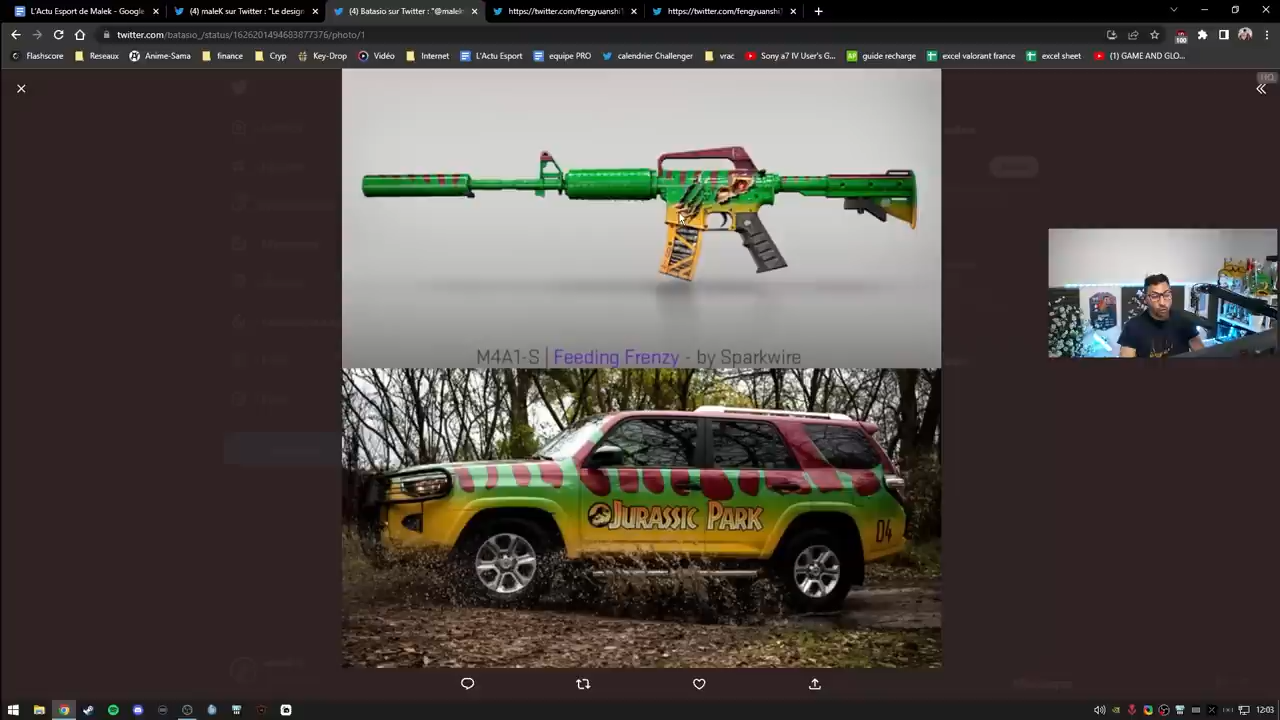 L'Actu Esport de Malek - Google
(4) maleK sur Twitter : "Le design
(4) Batasio sur Twitter : "@malek
https://twitter.com/fengyuanshi
https://twitter.com/fengyuanshi
twitter.com/batasio_/status/1626201494683877376/photo/1
100
Flashscore
Reseaux
Anime-Sama
finance
Cryp
Key-Drop
Vidéo
Internet
L'Actu Esport
equipe PRO
calendrier Challenger
vrac
Sony a7 IV User's G...
guide recharge
excel valorant france
excel sheet
(1) GAME AND GLO...
M4A1-S | Feeding Frenzy - by Sparkwire
JURASSIC PARK
04
12:03